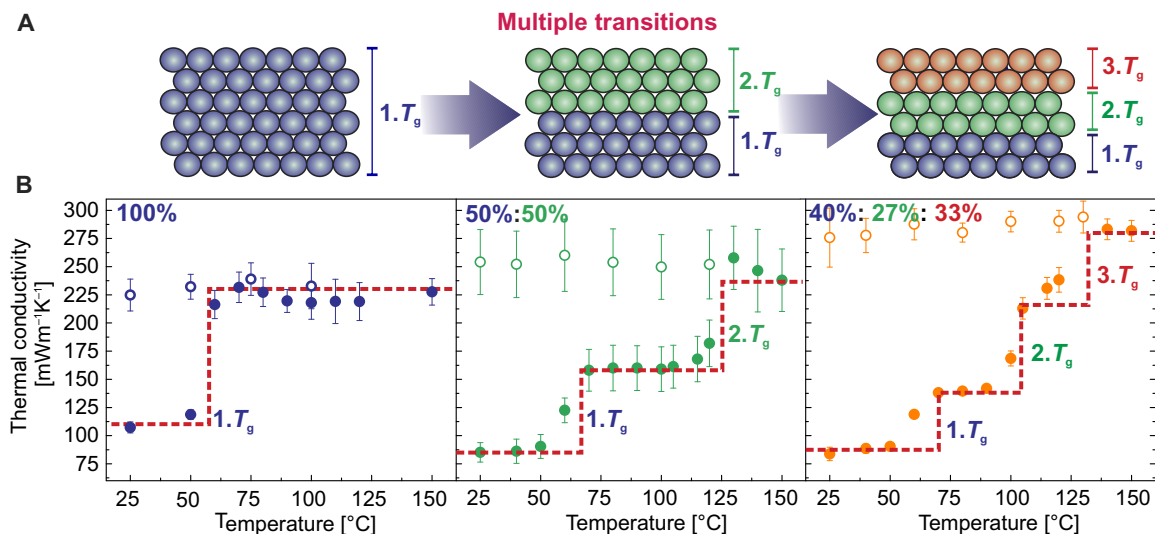 A
Multiple transitions
1.Tg
2.Tg
1.Tg
3.Tg
2.Tg
1.Tg
B
Thermal conductivity
[mWm⁻¹K⁻¹]
300
275
250
225
200
175
150
125
100
75
100%
1.Tg
25 50 75 100 125 150
Temperature [°C]
50%:50%
2.Tg
1.Tg
25 50 75 100 125 150
Temperature [°C]
40%: 27%: 33%
3.Tg
2.Tg
1.Tg
25 50 75 100 125 150
Temperature [°C]